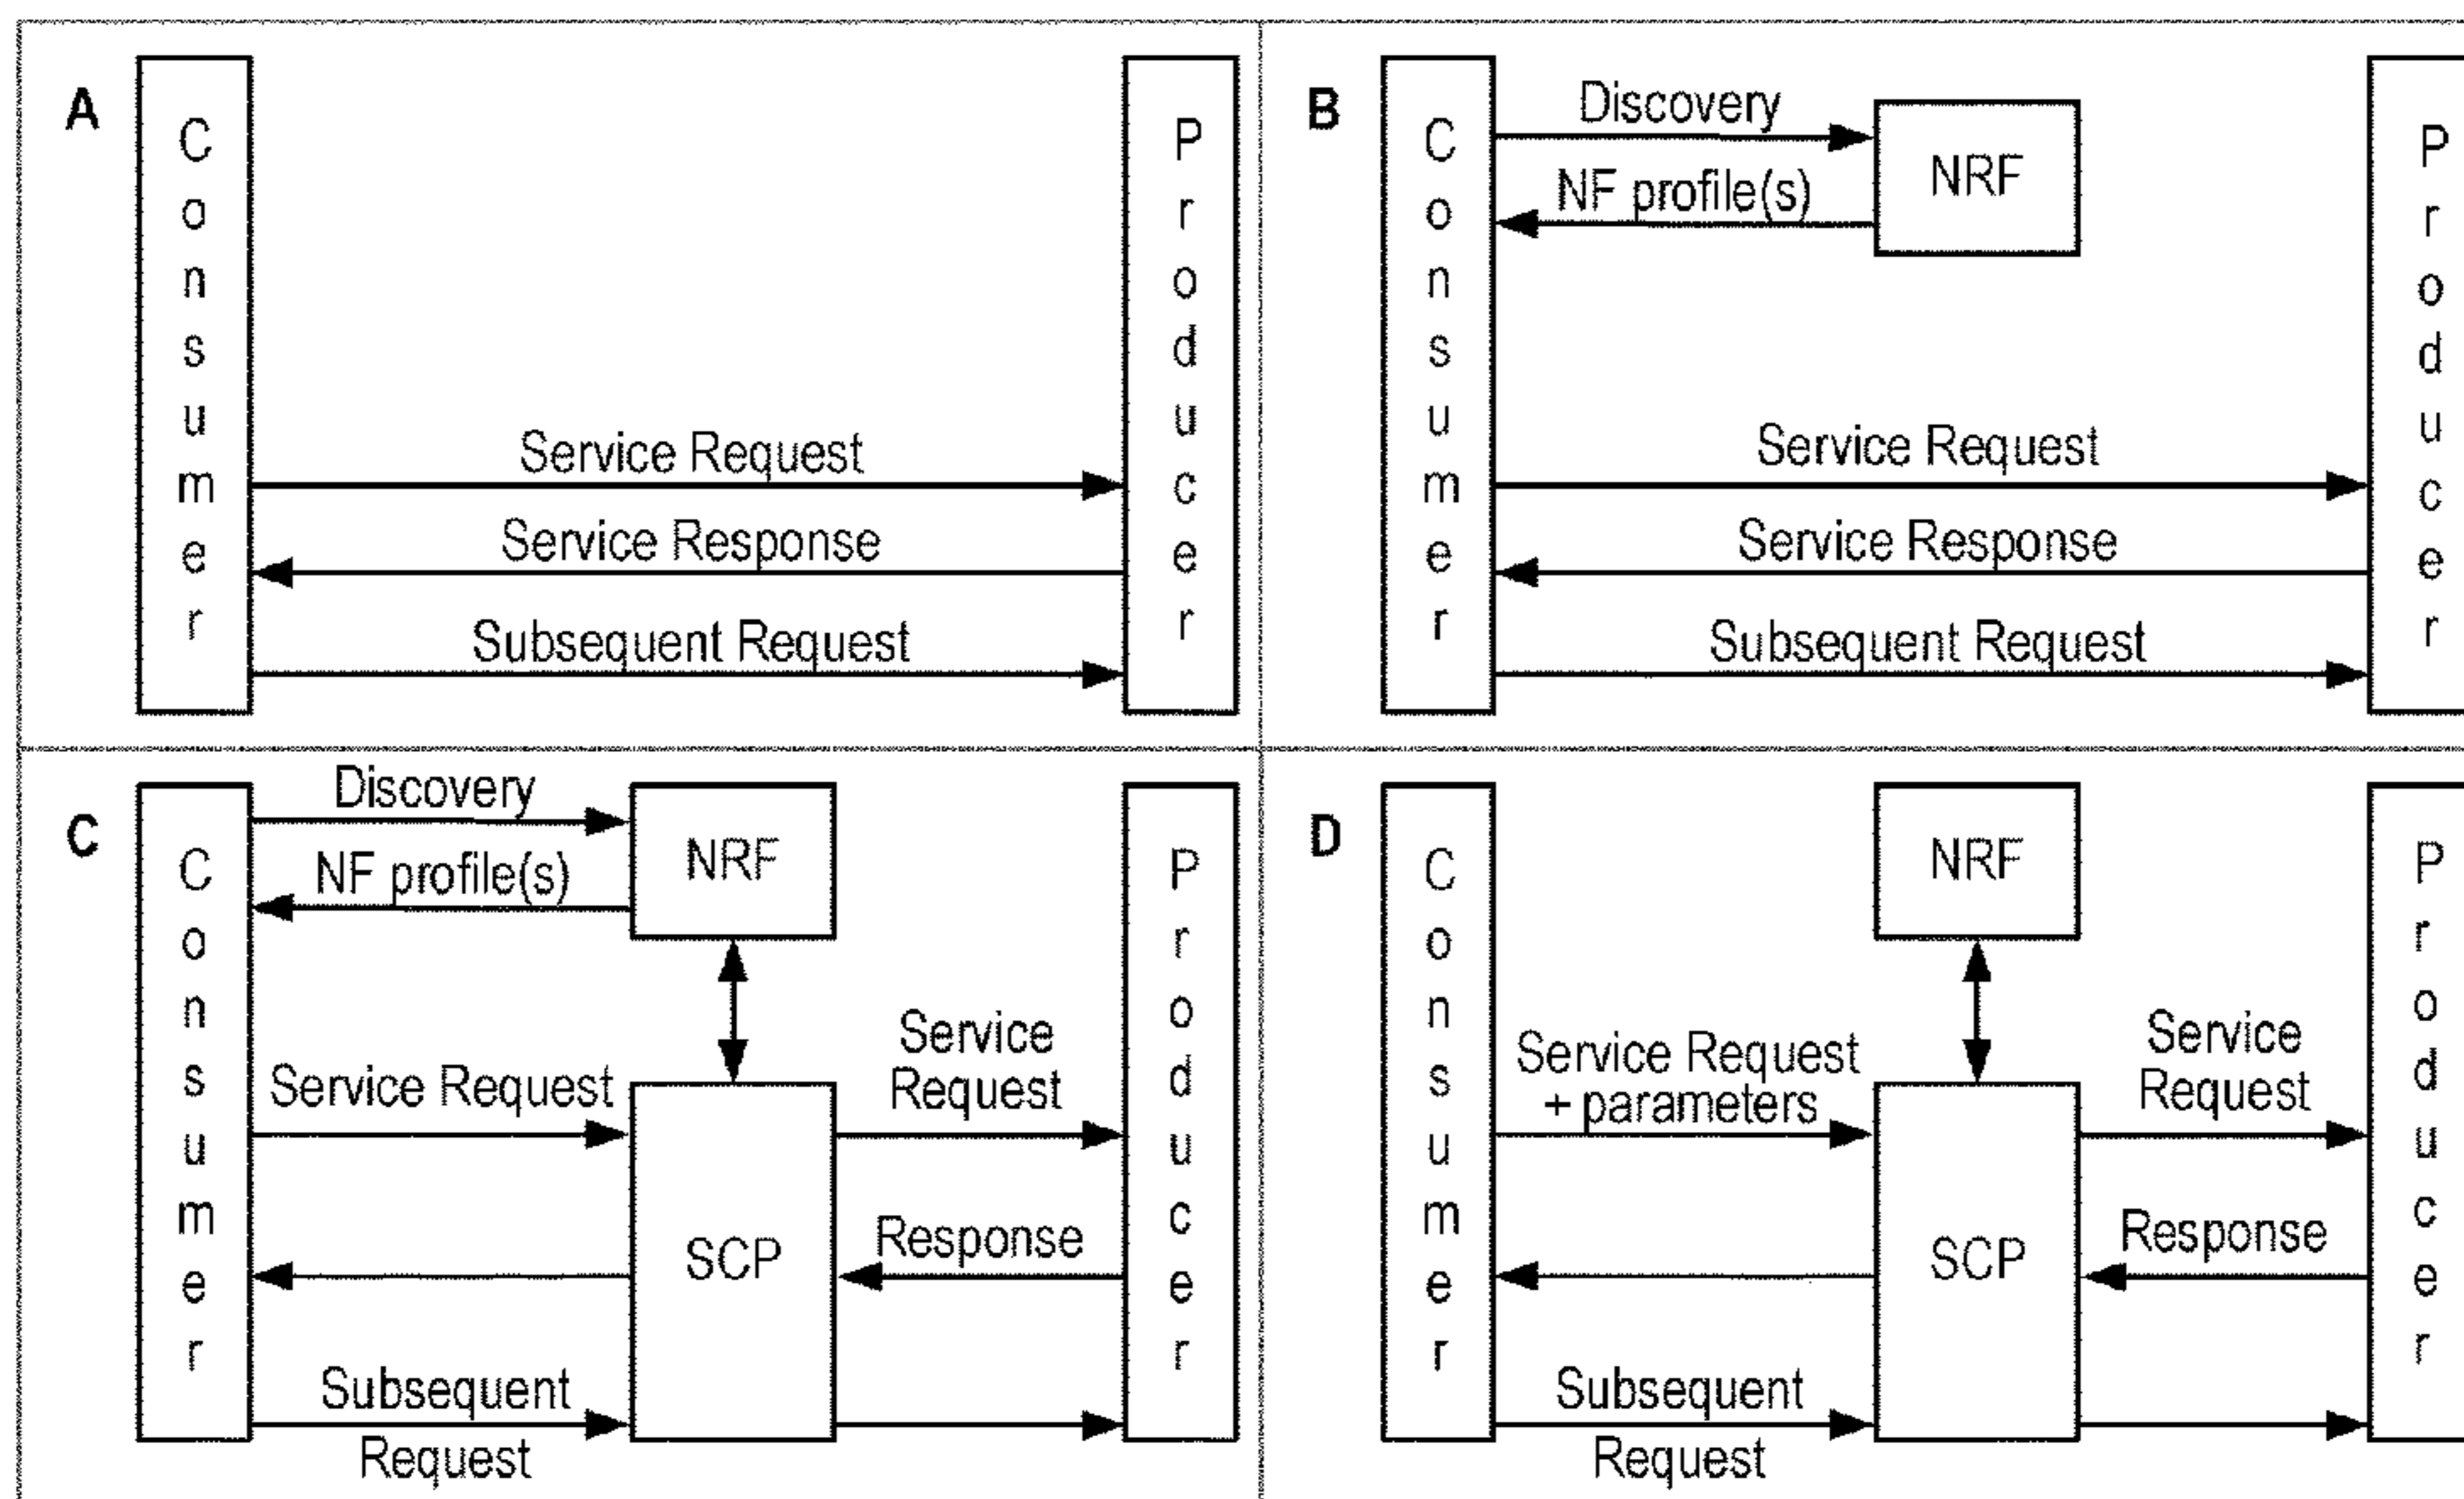 A
Consumer
Service Request
Service Response
Subsequent Request
Producer
B
Consumer
Discovery
NF profile(s)
NRF
Service Request
Service Response
Subsequent Request
Producer
C
Consumer
Discovery
NF profile(s)
NRF
Service Request
SCP
Service
Request
Response
Subsequent
Request
Producer
D
Consumer
NRF
Service Request
+ parameters
SCP
Service
Request
Response
Subsequent
Request
Producer